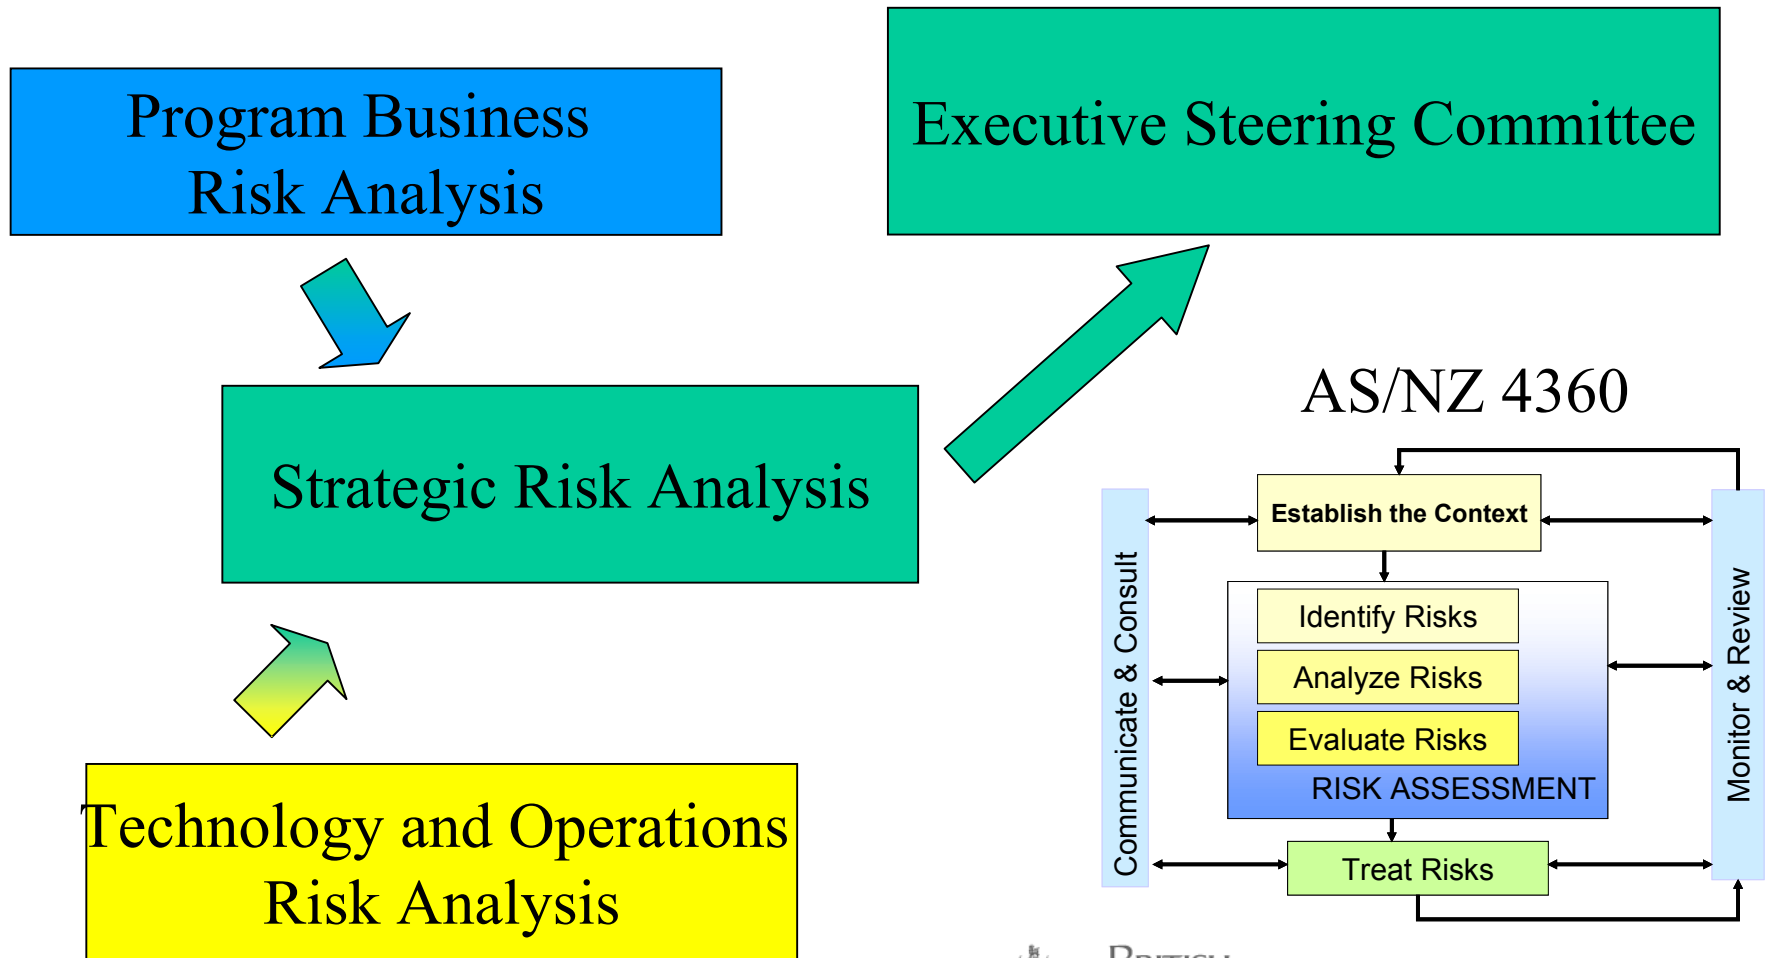 Program Business
Risk Analysis
Executive Steering Committee
Strategic Risk Analysis
Technology and Operations
Risk Analysis
AS/NZ 4360
Establish the Context
Communicate & Consult
Identify Risks
Analyze Risks
Evaluate Risks
RISK ASSESSMENT
Monitor & Review
Treat Risks
BRITISH